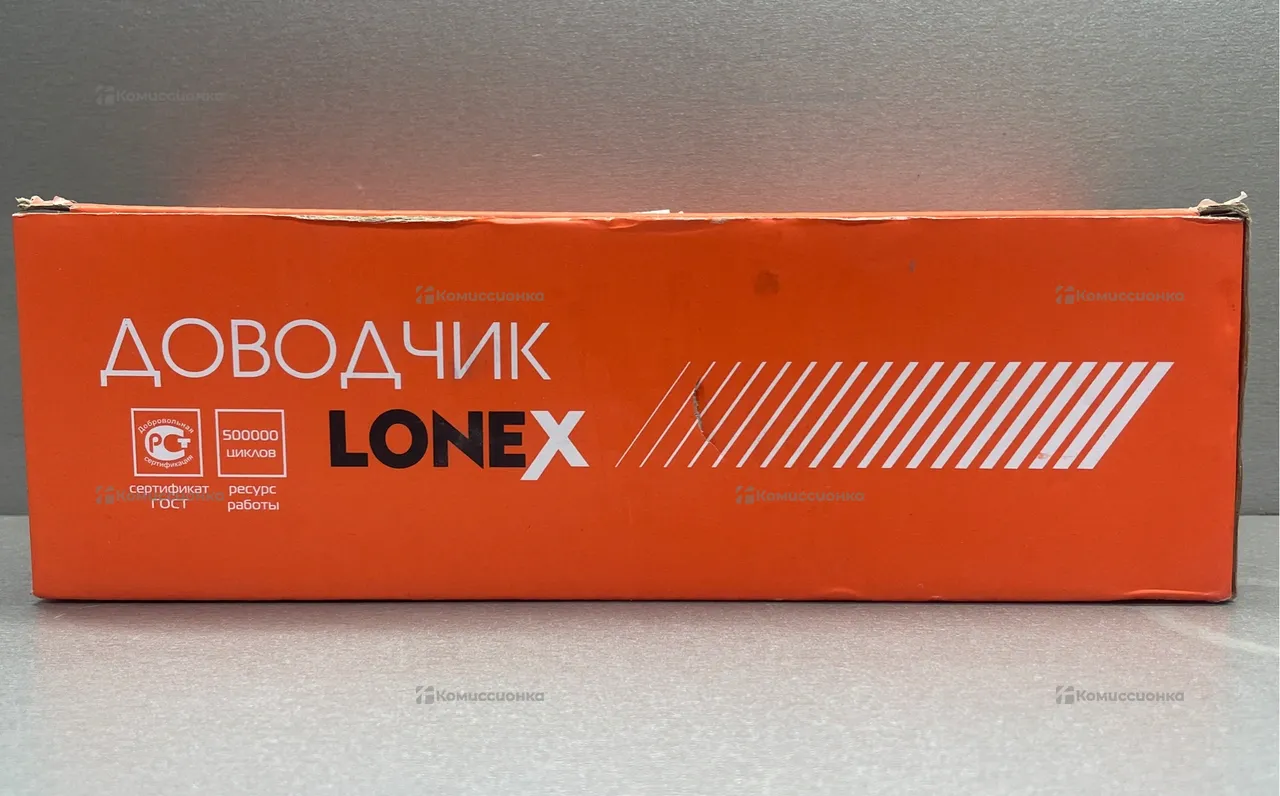 Комиссионка
Комиссионка
Комиссионка
ДОВОДЧИК
LONEX
Добровольная
РСТ
сертификация
500000
ЦИКЛОВ
сертификат
ГОСТ
ресурс
работы
Комиссионка
Комиссионка
Комиссионка
Комиссионка